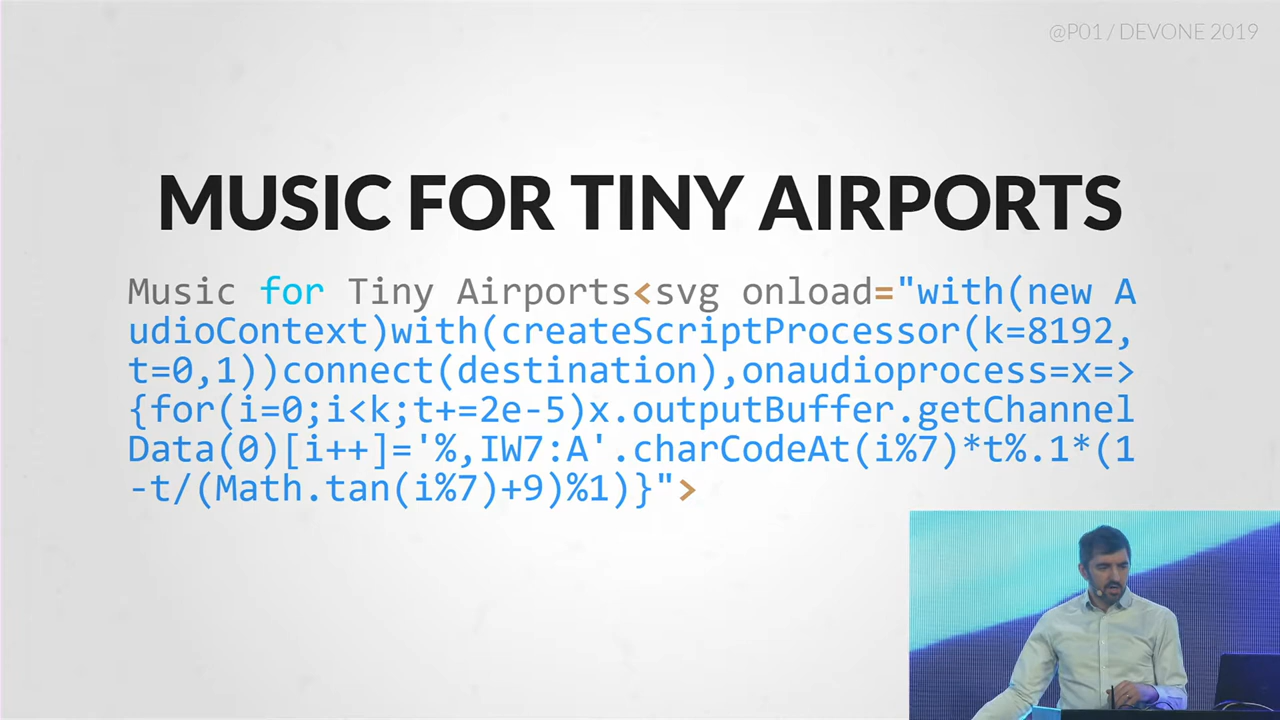 @P01 / DEVONE 2019
MUSIC FOR TINY AIRPORTS
Music for Tiny Airports<svg onload="with(new A
udioContext)with(createScriptProcessor(k=8192,
t=0,1))connect(destination),onaudioprocess=x=>
{for(i=0;i<k;t+=2e-5)x.outputBuffer.getChannel
Data(0)[i++]='%,IW7:A'.charCodeAt(i%7)*t%.1*(1
-t/(Math.tan(i%7)+9)%1)}">